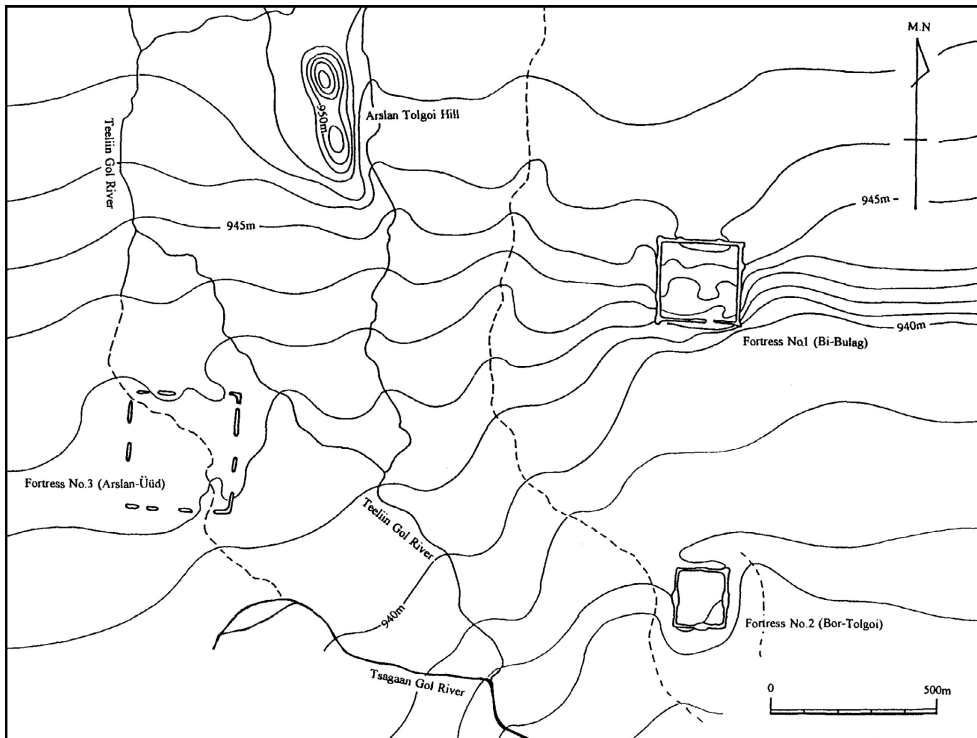 M.N
950m
Arslan Tolgoi Hill
Teeliin Gol River
945m
945m
940m
Fortress No.1 (Bi-Bulag)
Fortress No.3 (Arslan-Üüd)
Teeliin Gol River
940m
Fortress No.2 (Bor-Tolgoi)
Tsagaan Gol River
0
500m